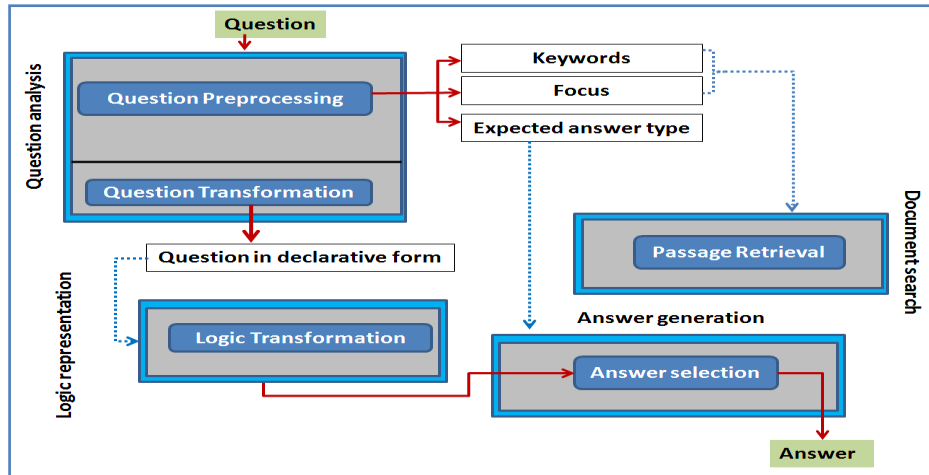 Question
Question analysis
Question Preprocessing
Keywords
Focus
Expected answer type
Question Transformation
Document search
Passage Retrieval
Question in declarative form
Logic representation
Logic Transformation
Answer generation
Answer selection
Answer